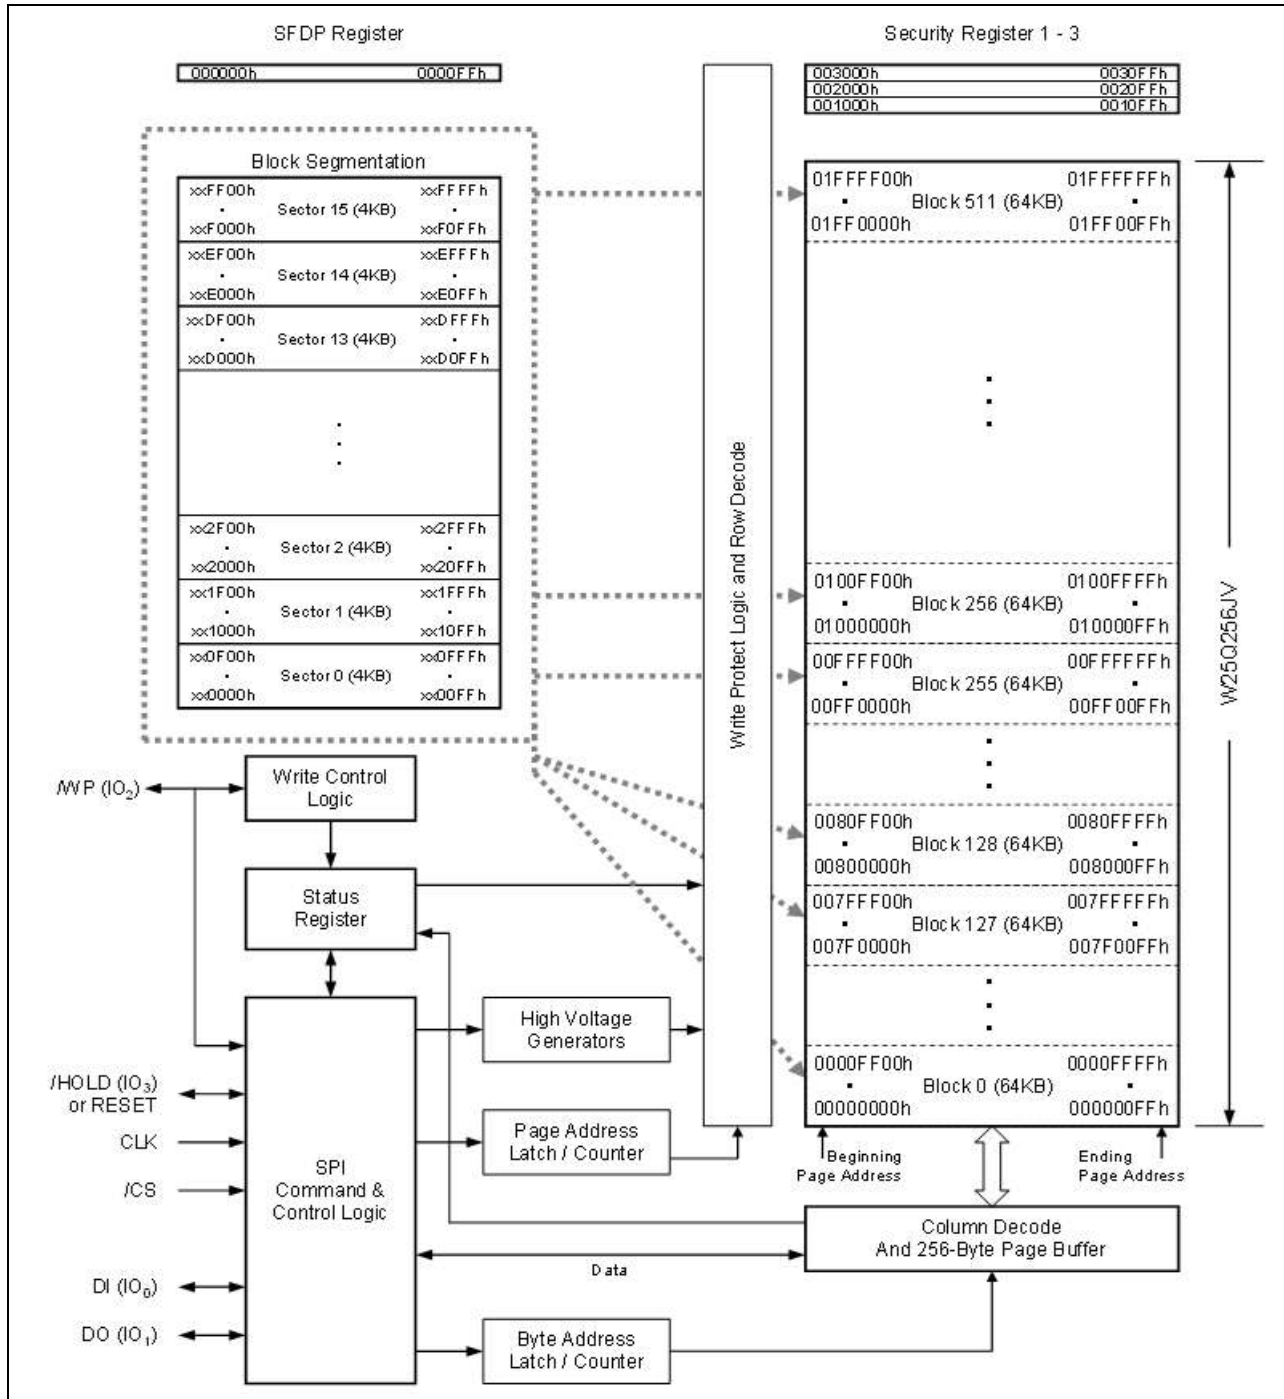 SFDP Register
000000h 0000FFh
Security Register 1 - 3
003000h 0030FFh
002000h 0020FFh
001000h 0010FFh
Block Segmentation
xxFF00h xxFFFFh
Sector 15 (4KB)
xxF000h xxF0FFh
xxEF00h xxEFFFh
Sector 14 (4KB)
xxE000h xxE0FFh
xxDF00h xxDFFFh
Sector 13 (4KB)
xxD000h xxD0FFh
xx2F00h xx2FFFh
Sector 2 (4KB)
xx2000h xx20FFh
xx1F00h xx1FFFh
Sector 1 (4KB)
xx1000h xx10FFh
xx0F00h xx0FFFh
Sector 0 (4KB)
xx0000h xx00FFh
Write Protect Logic and Row Decode
01FFFF00h 01FFFFFFh
Block 511 (64KB)
01FF0000h 01FF00FFh
0100FF00h 0100FFFFh
Block 256 (64KB)
01000000h 010000FFh
00FFFF00h 00FFFFFFh
Block 255 (64KB)
00FF0000h 00FF00FFh
0080FF00h 0080FFFFh
Block 128 (64KB)
00800000h 008000FFh
007FFF00h 007FFFFFh
Block 127 (64KB)
007F0000h 007F00FFh
0000FF00h 0000FFFFh
Block 0 (64KB)
00000000h 000000FFh
W25Q256JV
Beginning
Page Address
Ending
Page Address
/WP (IO2)
Write Control
Logic
Status
Register
/HOLD (IO3)
or RESET
CLK
/CS
DI (IO0)
DO (IO1)
SPI
Command &
Control Logic
High Voltage
Generators
Page Address
Latch / Counter
Column Decode
And 256-Byte Page Buffer
Data
Byte Address
Latch / Counter